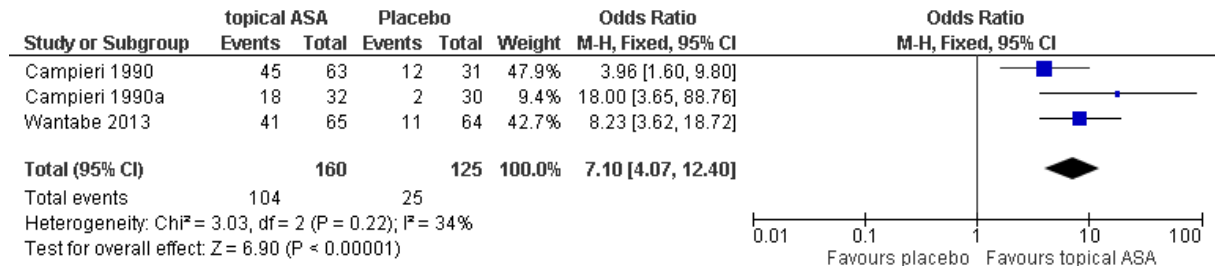 topical ASA Placebo Odds Ratio Odds Ratio
Study or Subgroup Events Total Events Total Weight M-H, Fixed, 95% CI M-H, Fixed, 95% CI
Campieri 1990 45 63 12 31 47.9% 3.96 [1.60, 9.80]
Campieri 1990a 18 32 2 30 9.4% 18.00 [3.65, 88.76]
Wantabe 2013 41 65 11 64 42.7% 8.23 [3.62, 18.72]
Total (95% CI) 160 125 100.0% 7.10 [4.07, 12.40]
Total events 104 25
Heterogeneity: Chi² = 3.03, df = 2 (P = 0.22); I² = 34%
Test for overall effect: Z = 6.90 (P < 0.00001)
0.01 0.1 1 10 100
Favours placebo Favours topical ASA